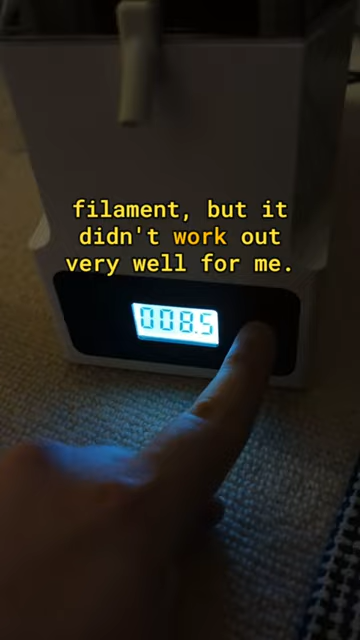 filament, but it
didn't work out
very well for me.
008.5